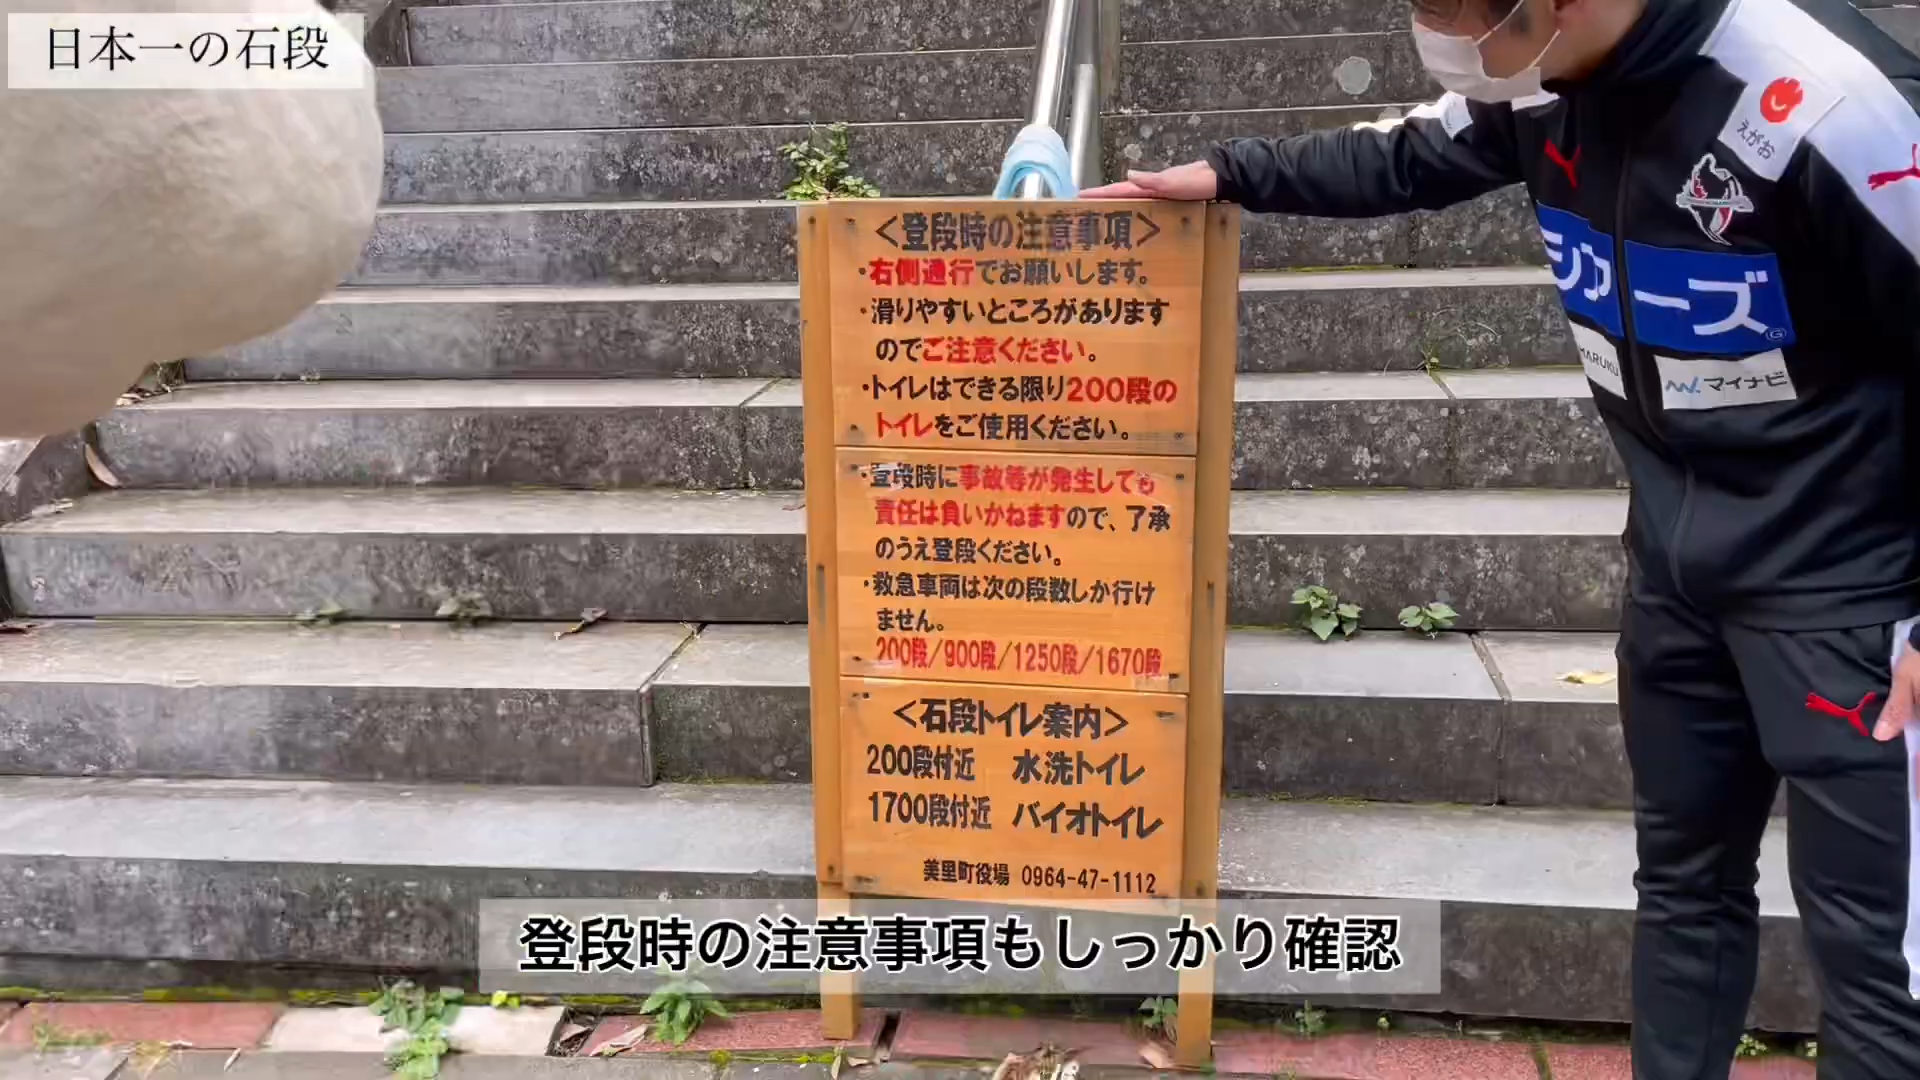 日本一の石段
<登段時の注意事項>
・右側通行でお願いします。
・滑りやすいところがあります
のでご注意ください。
・トイレはできる限り200段の
トイレをご使用ください。
・登段時に事故等が発生しても
責任は負いかねますので、了承
のうえ登段ください。
・救急車両は次の段数しか行け
ません。
200段/900段/1250段/1670段
<石段トイレ案内>
200段付近 水洗トイレ
1700段付近 バイオトイレ
美里町役場 0964-47-1112
えがお
シアーズ
MARUKU
マイナビ
登段時の注意事項もしっかり確認